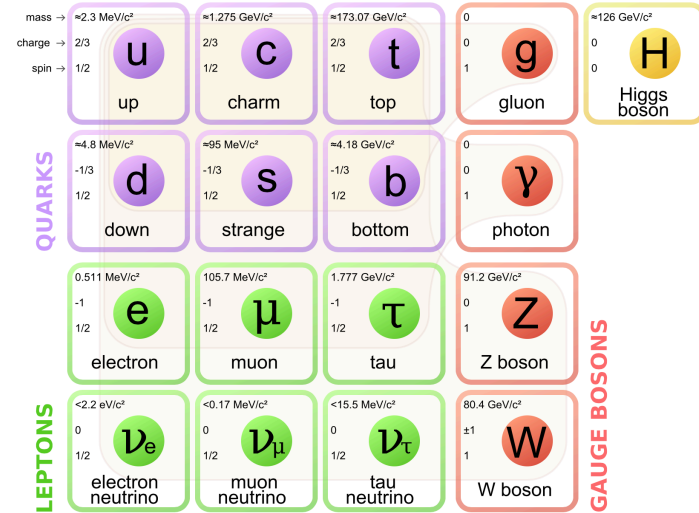 mass → ≈2.3 MeV/c²
charge → 2/3
spin → 1/2
u
up
≈1.275 GeV/c²
2/3
1/2
c
charm
≈173.07 GeV/c²
2/3
1/2
t
top
0
0
1
g
gluon
≈126 GeV/c²
0
0
H
Higgs
boson
QUARKS
≈4.8 MeV/c²
-1/3
1/2
d
down
≈95 MeV/c²
-1/3
1/2
s
strange
≈4.18 GeV/c²
-1/3
1/2
b
bottom
0
0
1
γ
photon
0.511 MeV/c²
-1
1/2
e
electron
105.7 MeV/c²
-1
1/2
μ
muon
1.777 GeV/c²
-1
1/2
τ
tau
91.2 GeV/c²
0
1
Z
Z boson
GAUGE BOSONS
LEPTONS
<2.2 eV/c²
0
1/2
νe
electron
neutrino
<0.17 MeV/c²
0
1/2
νμ
muon
neutrino
<15.5 MeV/c²
0
1/2
ντ
tau
neutrino
80.4 GeV/c²
±1
1
W
W boson